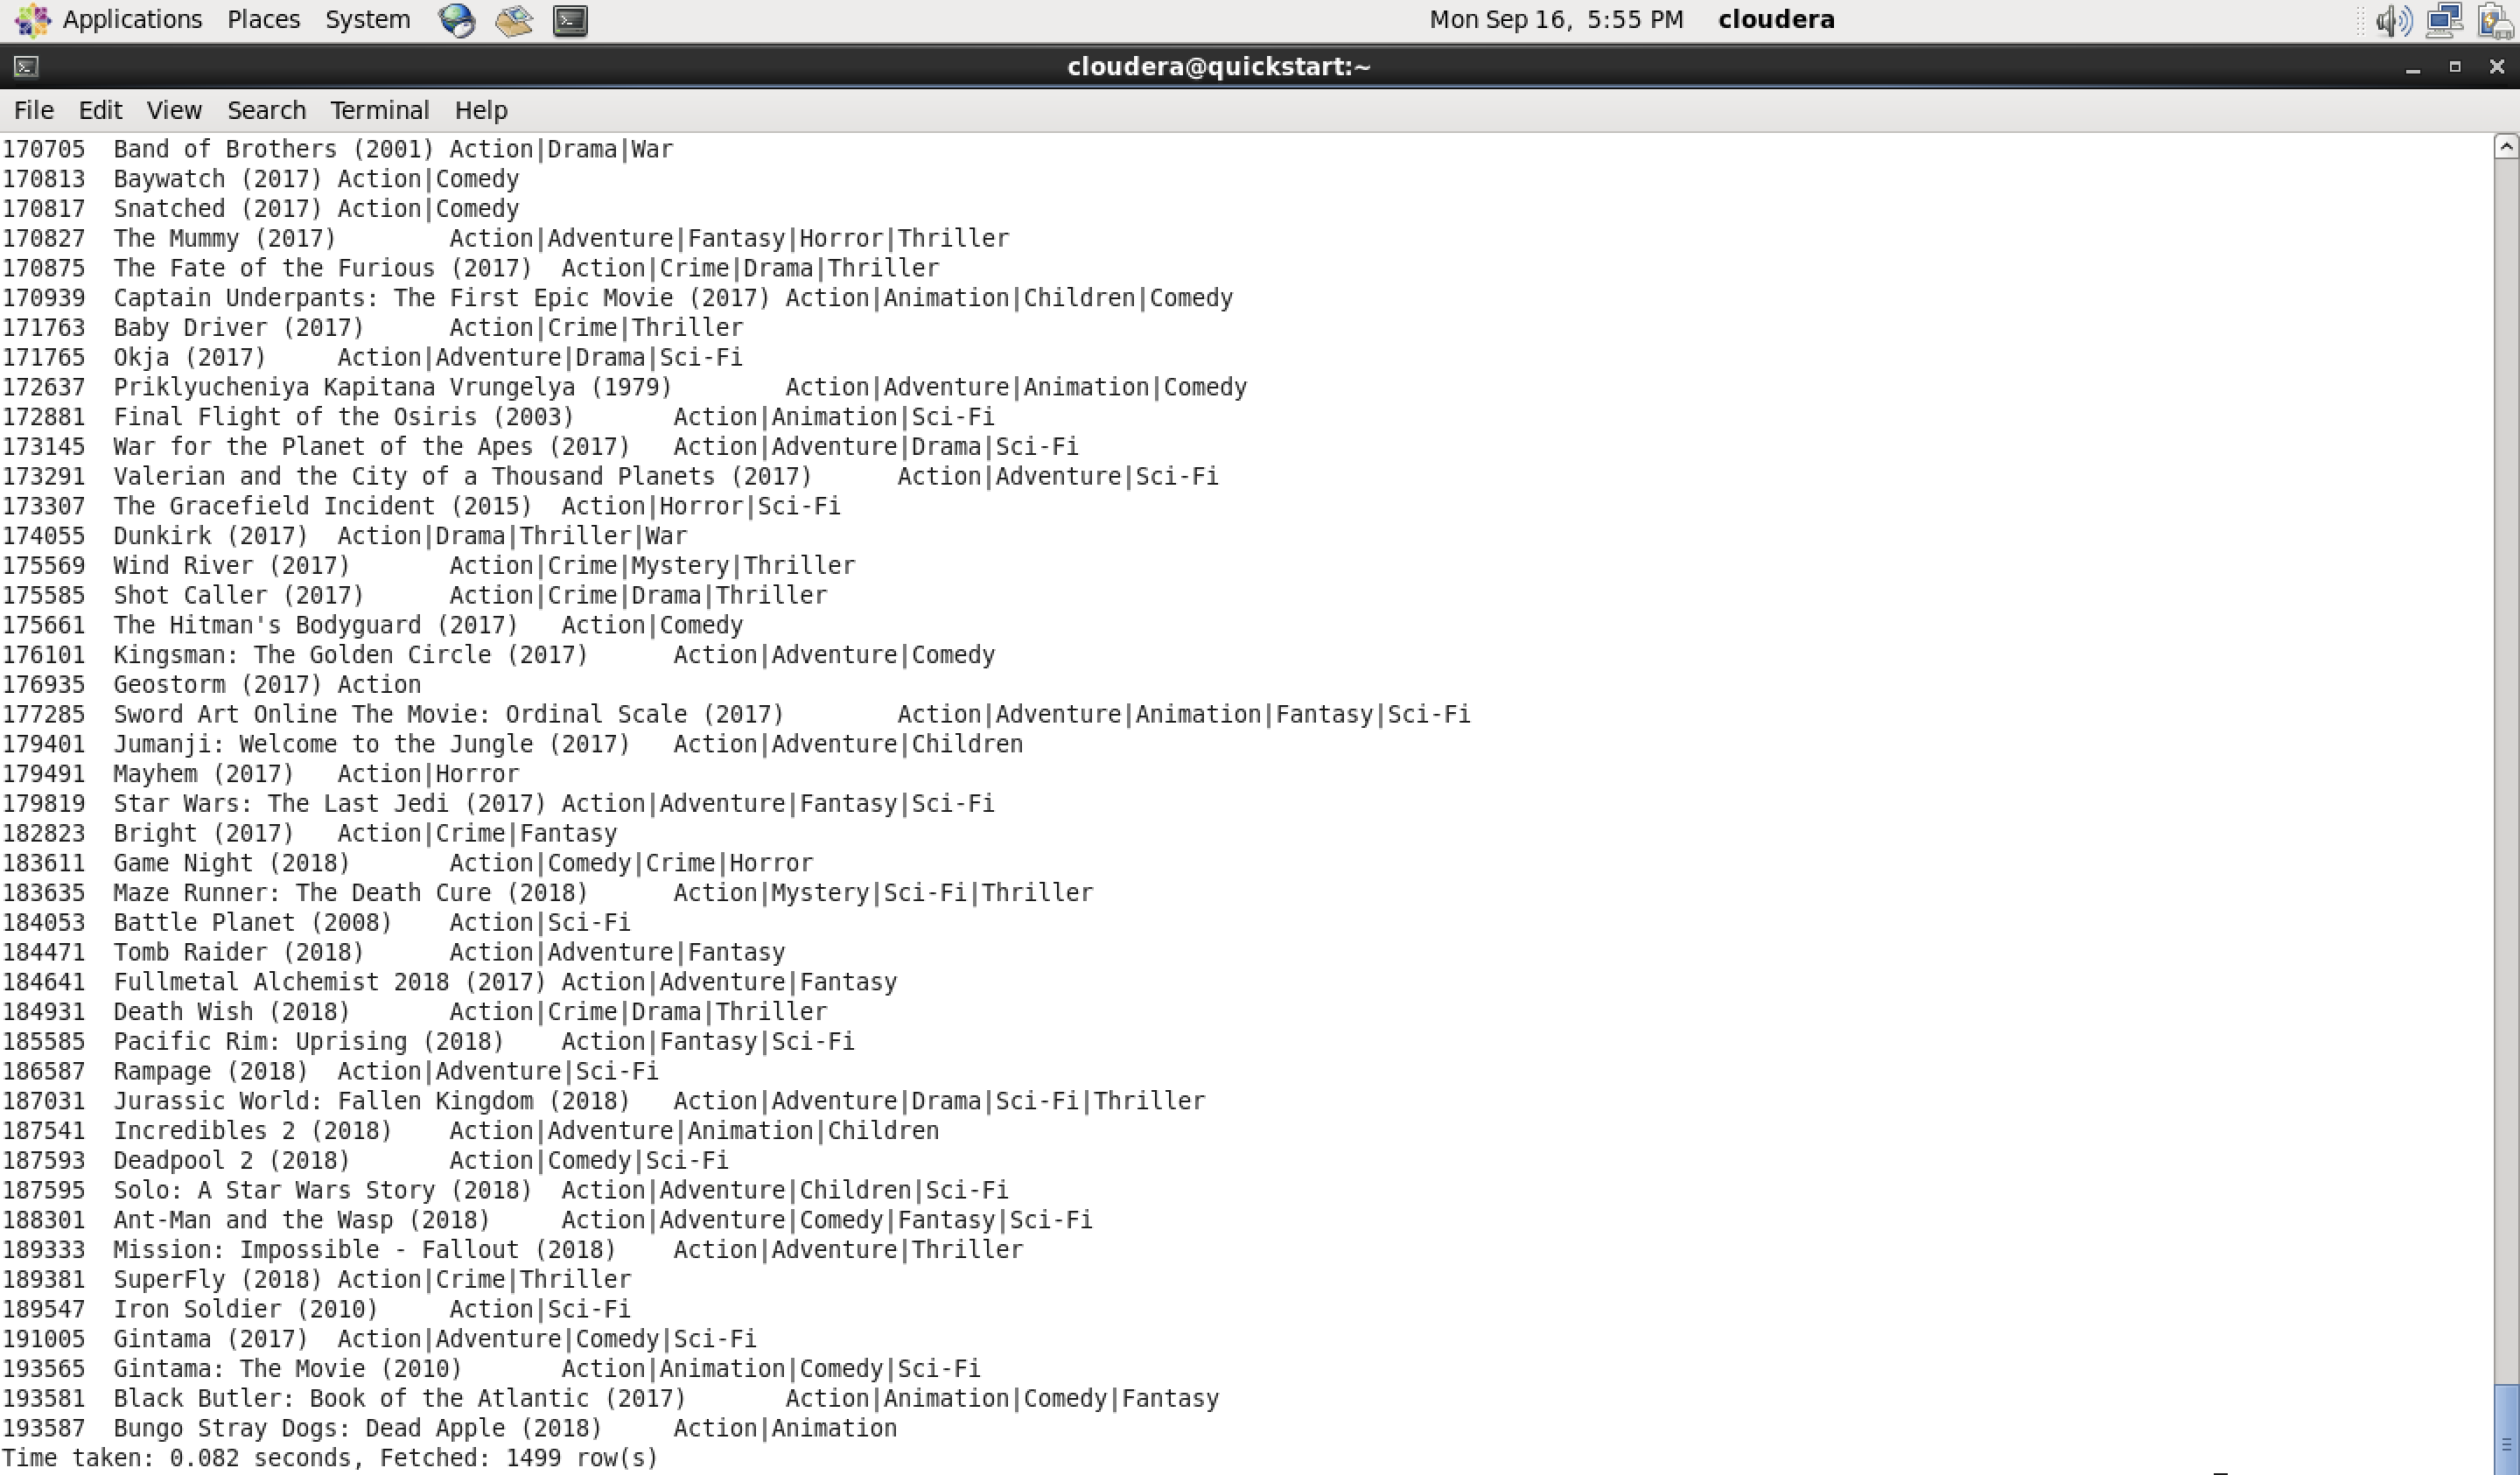 Applications Places System Mon Sep 16, 5:55 PM cloudera
cloudera@quickstart:~
File Edit View Search Terminal Help
170705 Band of Brothers (2001) Action|Drama|War
170813 Baywatch (2017) Action|Comedy
170817 Snatched (2017) Action|Comedy
170827 The Mummy (2017) Action|Adventure|Fantasy|Horror|Thriller
170875 The Fate of the Furious (2017) Action|Crime|Drama|Thriller
170939 Captain Underpants: The First Epic Movie (2017) Action|Animation|Children|Comedy
171763 Baby Driver (2017) Action|Crime|Thriller
171765 Okja (2017) Action|Adventure|Drama|Sci-Fi
172637 Priklyucheniya Kapitana Vrungelya (1979) Action|Adventure|Animation|Comedy
172881 Final Flight of the Osiris (2003) Action|Animation|Sci-Fi
173145 War for the Planet of the Apes (2017) Action|Adventure|Drama|Sci-Fi
173291 Valerian and the City of a Thousand Planets (2017) Action|Adventure|Sci-Fi
173307 The Gracefield Incident (2015) Action|Horror|Sci-Fi
174055 Dunkirk (2017) Action|Drama|Thriller|War
175569 Wind River (2017) Action|Crime|Mystery|Thriller
175585 Shot Caller (2017) Action|Crime|Drama|Thriller
175661 The Hitman's Bodyguard (2017) Action|Comedy
176101 Kingsman: The Golden Circle (2017) Action|Adventure|Comedy
176935 Geostorm (2017) Action
177285 Sword Art Online The Movie: Ordinal Scale (2017) Action|Adventure|Animation|Fantasy|Sci-Fi
179401 Jumanji: Welcome to the Jungle (2017) Action|Adventure|Children
179491 Mayhem (2017) Action|Horror
179819 Star Wars: The Last Jedi (2017) Action|Adventure|Fantasy|Sci-Fi
182823 Bright (2017) Action|Crime|Fantasy
183611 Game Night (2018) Action|Comedy|Crime|Horror
183635 Maze Runner: The Death Cure (2018) Action|Mystery|Sci-Fi|Thriller
184053 Battle Planet (2008) Action|Sci-Fi
184471 Tomb Raider (2018) Action|Adventure|Fantasy
184641 Fullmetal Alchemist 2018 (2017) Action|Adventure|Fantasy
184931 Death Wish (2018) Action|Crime|Drama|Thriller
185585 Pacific Rim: Uprising (2018) Action|Fantasy|Sci-Fi
186587 Rampage (2018) Action|Adventure|Sci-Fi
187031 Jurassic World: Fallen Kingdom (2018) Action|Adventure|Drama|Sci-Fi|Thriller
187541 Incredibles 2 (2018) Action|Adventure|Animation|Children
187593 Deadpool 2 (2018) Action|Comedy|Sci-Fi
187595 Solo: A Star Wars Story (2018) Action|Adventure|Children|Sci-Fi
188301 Ant-Man and the Wasp (2018) Action|Adventure|Comedy|Fantasy|Sci-Fi
189333 Mission: Impossible - Fallout (2018) Action|Adventure|Thriller
189381 SuperFly (2018) Action|Crime|Thriller
189547 Iron Soldier (2010) Action|Sci-Fi
191005 Gintama (2017) Action|Adventure|Comedy|Sci-Fi
193565 Gintama: The Movie (2010) Action|Animation|Comedy|Sci-Fi
193581 Black Butler: Book of the Atlantic (2017) Action|Animation|Comedy|Fantasy
193587 Bungo Stray Dogs: Dead Apple (2018) Action|Animation
Time taken: 0.082 seconds, Fetched: 1499 row(s)